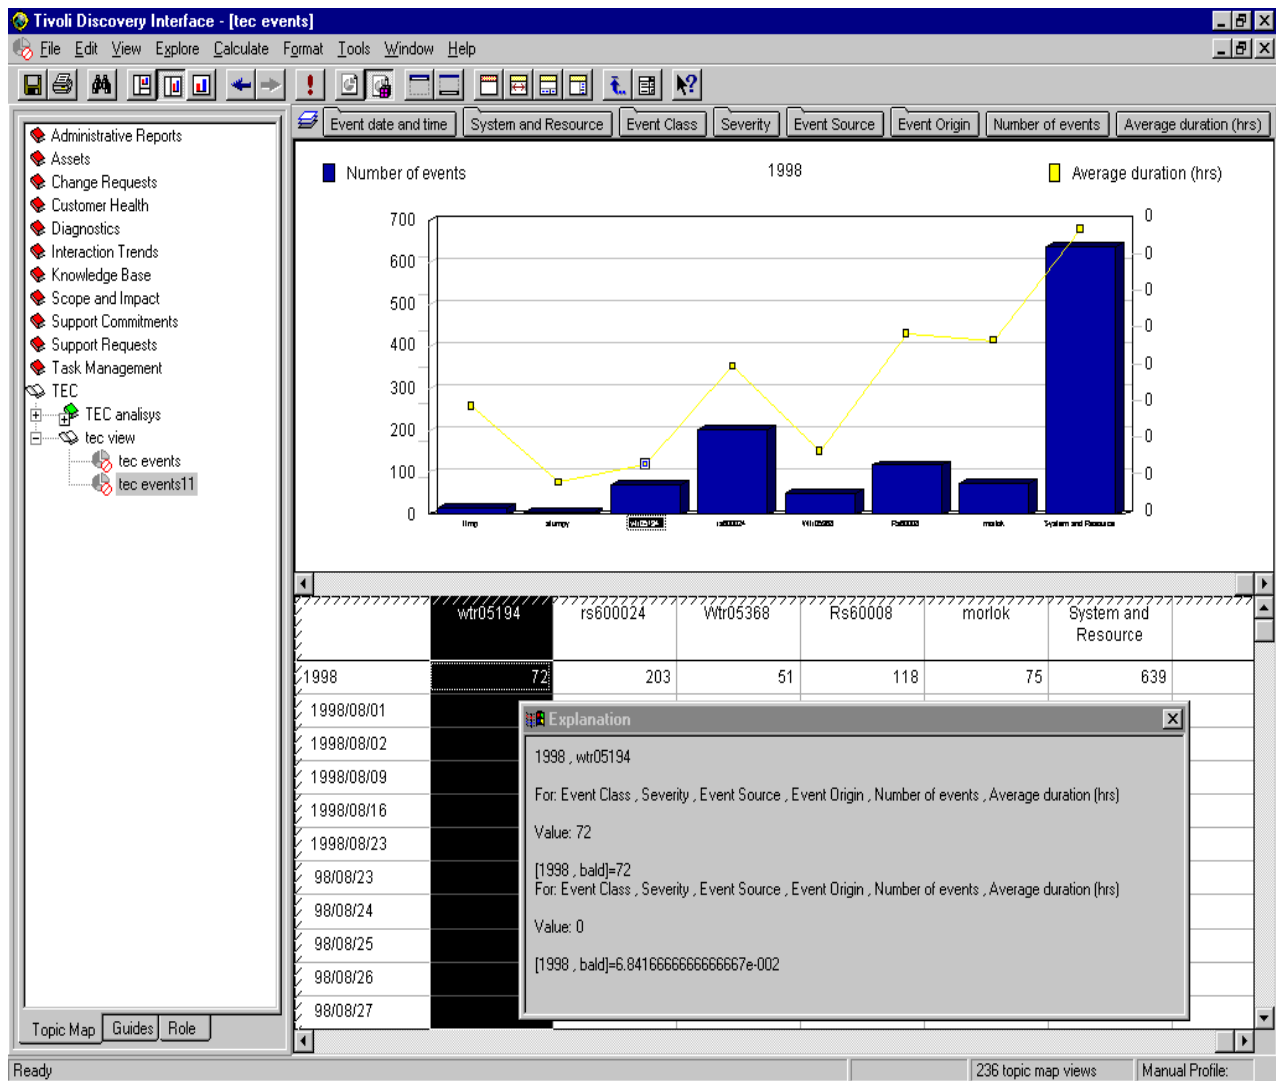 Tivoli Discovery Interface - [tec events]
File Edit View Explore Calculate Format Tools Window Help
Event date and time System and Resource Event Class Severity Event Source Event Origin Number of events Average duration (hrs)
Administrative Reports
Assets
Change Requests
Customer Health
Diagnostics
Interaction Trends
Knowledge Base
Scope and Impact
Support Commitments
Support Requests
Task Management
TEC
TEC analisys
tec view
tec events
tec events11
Topic Map Guides Role
Number of events 1998 Average duration (hrs)
700 0
600 0
500 0
400 0
300 0
200 0
100 0
0 0
0
wtr05194 rs600024 Wtr05368 Rs60008 morlok System and Resource
wtr05194 rs600024 Wtr05368 Rs60008 morlok System and
Resource
1998 72 203 51 118 75 639
1998/08/01
1998/08/02
1998/08/09
1998/08/16
1998/08/23
98/08/23
98/08/24
98/08/25
98/08/26
98/08/27
Explanation
1998 , wtr05194
For: Event Class , Severity , Event Source , Event Origin , Number of events , Average duration (hrs)
Value: 72
[1998 , bald]=72
For: Event Class , Severity , Event Source , Event Origin , Number of events , Average duration (hrs)
Value: 0
[1998 , bald]=6.8416666666666667e-002
Ready 236 topic map views Manual Profile: